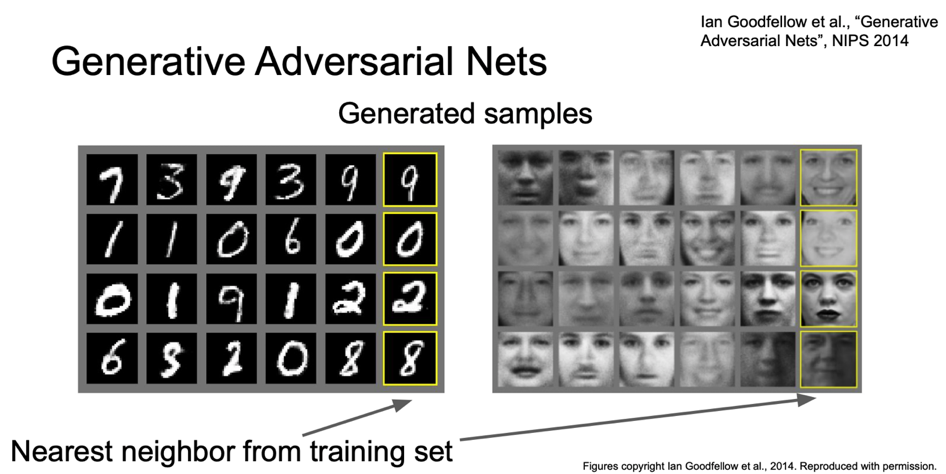 Ian Goodfellow et al., “Generative
Adversarial Nets”, NIPS 2014
Generative Adversarial Nets
Generated samples
7 3 9 3 9 9
1 1 0 6 0 0
0 1 9 1 2 2
6 3 2 0 8 8
Nearest neighbor from training set
Figures copyright Ian Goodfellow et al., 2014. Reproduced with permission.